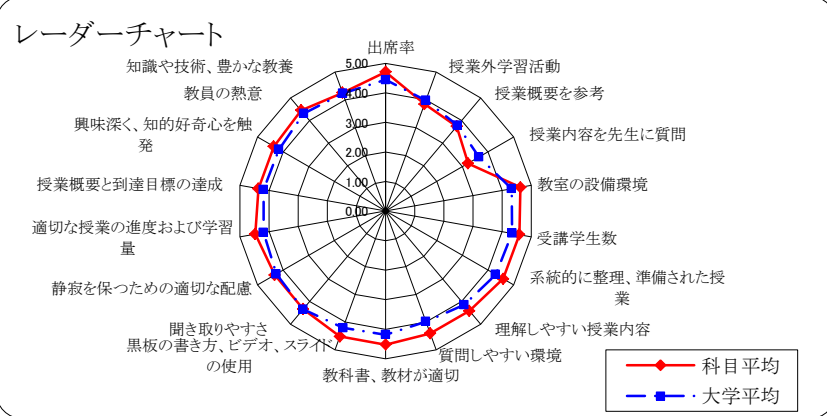 レーダーチャート
出席率
授業外学習活動
授業概要を参考
授業内容を先生に質問
教室の設備環境
受講学生数
系統的に整理、準備された授
業
理解しやすい授業内容
質問しやすい環境
教科書、教材が適切
黒板の書き方、ビデオ、スライド
の使用
聞き取りやすさ
静寂を保つための適切な配慮
適切な授業の進度および学習
量
授業概要と到達目標の達成
興味深く、知的好奇心を触
発
教員の熱意
知識や技術、豊かな教養
5.00
4.00
3.00
2.00
1.00
0.00
科目平均
大学平均